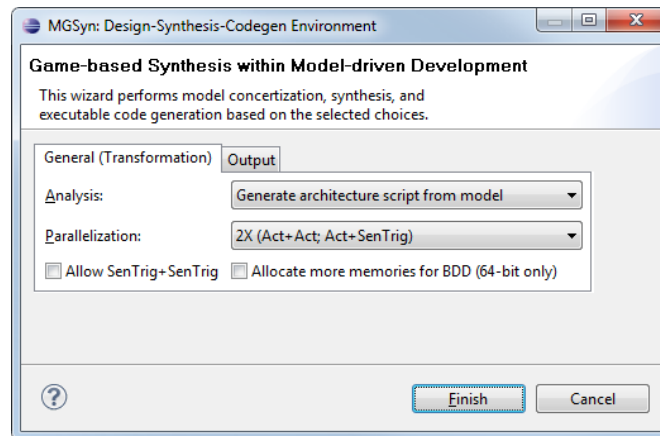 MGSyn: Design-Synthesis-Codegen Environment
Game-based Synthesis within Model-driven Development
This wizard performs model concertization, synthesis, and
executable code generation based on the selected choices.
General (Transformation) Output
Analysis: Generate architecture script from model
Parallelization: 2X (Act+Act; Act+SenTrig)
Allow SenTrig+SenTrig Allocate more memories for BDD (64-bit only)
? Finish Cancel